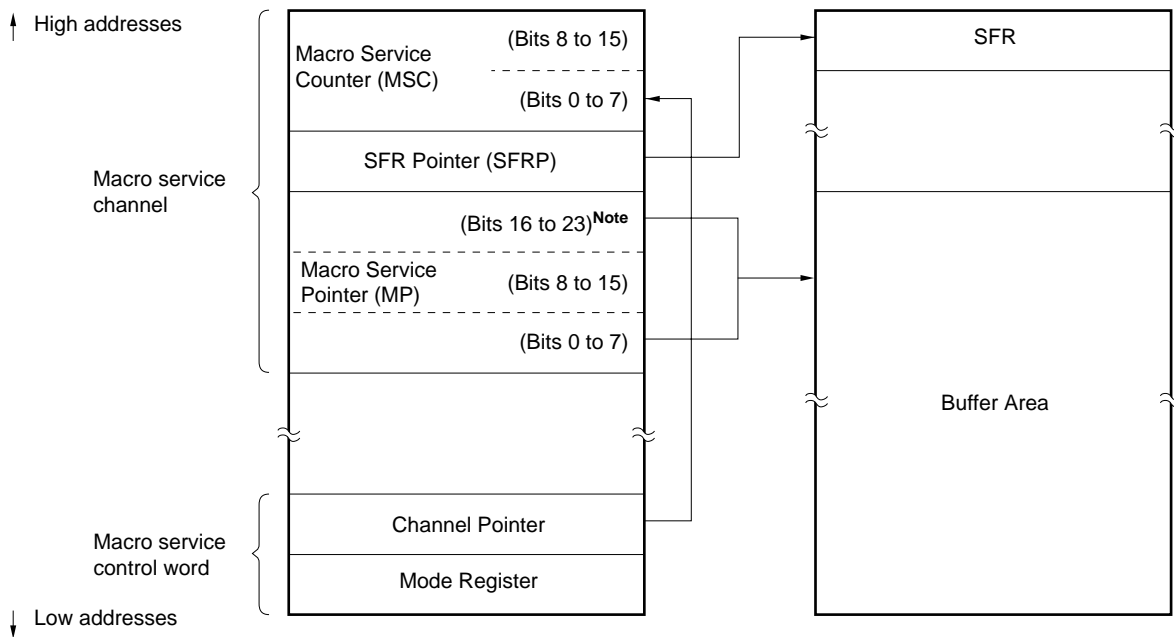 High addresses
Macro service
channel
Macro service
control word
Low addresses
Macro Service
Counter (MSC)
(Bits 8 to 15)
(Bits 0 to 7)
SFR Pointer (SFRP)
(Bits 16 to 23)Note
Macro Service
Pointer (MP)
(Bits 8 to 15)
(Bits 0 to 7)
Channel Pointer
Mode Register
SFR
Buffer Area